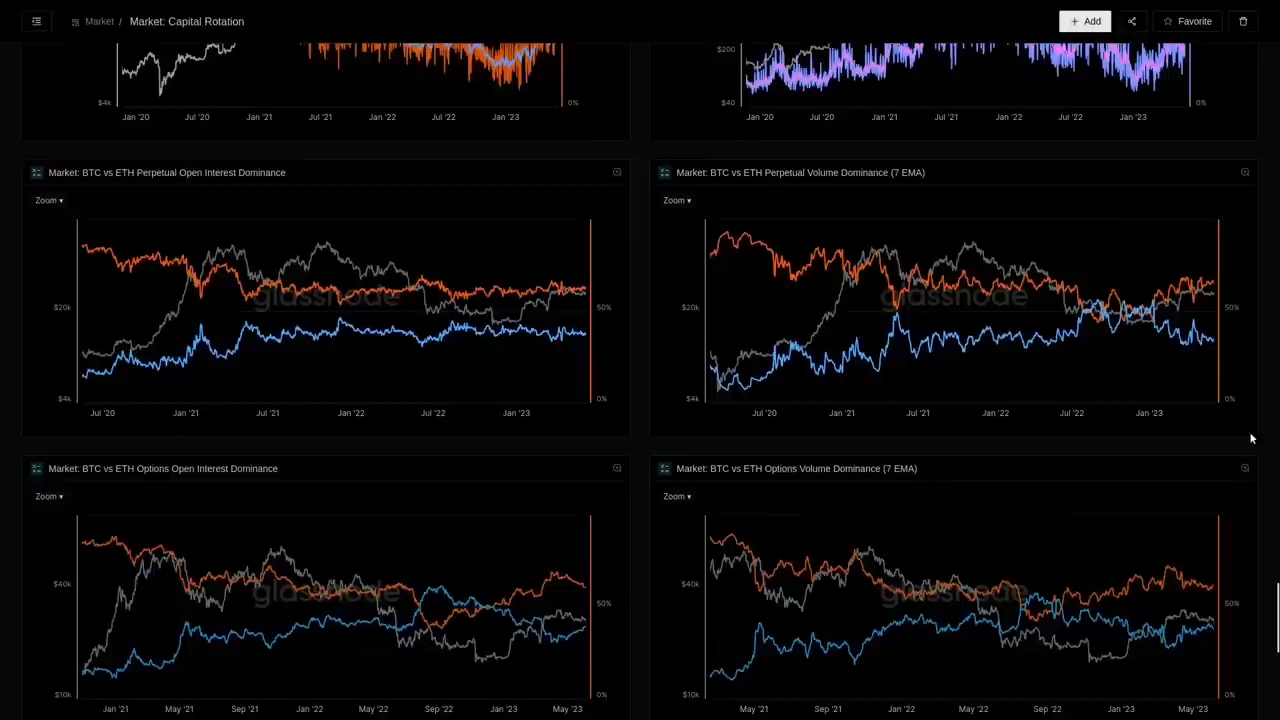 Market / Market: Capital Rotation
+ Add
Favorite
$4k
0%
Jan '20 Jul '20 Jan '21 Jul '21 Jan '22 Jul '22 Jan '23
$200
$40
0%
Jan '20 Jul '20 Jan '21 Jul '21 Jan '22 Jul '22 Jan '23
Market: BTC vs ETH Perpetual Open Interest Dominance
Zoom ▾
glassnode
$20k
50%
$4k
0%
Jul '20 Jan '21 Jul '21 Jan '22 Jul '22 Jan '23
Market: BTC vs ETH Perpetual Volume Dominance (7 EMA)
Zoom ▾
glassnode
$20k
50%
$4k
0%
Jul '20 Jan '21 Jul '21 Jan '22 Jul '22 Jan '23
Market: BTC vs ETH Options Open Interest Dominance
Zoom ▾
$40k
glassnode
50%
$10k
0%
Jan '21 May '21 Sep '21 Jan '22 May '22 Sep '22 Jan '23 May '23
Market: BTC vs ETH Options Volume Dominance (7 EMA)
Zoom ▾
$40k
glassnode
50%
$10k
0%
May '21 Sep '21 Jan '22 May '22 Sep '22 Jan '23 May '23